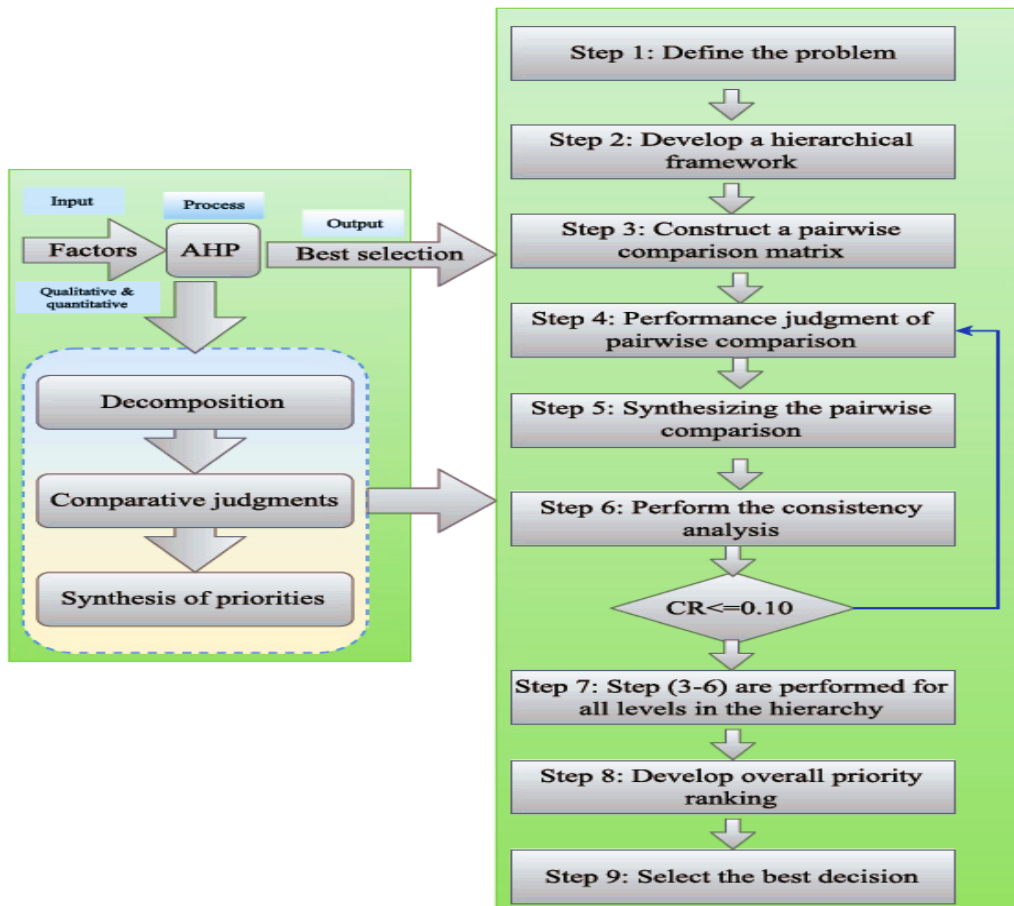 Input
Process
Output
Factors
AHP
Best selection
Qualitative &
quantitative
Decomposition
Comparative judgments
Synthesis of priorities
Step 1: Define the problem
Step 2: Develop a hierarchical
framework
Step 3: Construct a pairwise
comparison matrix
Step 4: Performance judgment of
pairwise comparison
Step 5: Synthesizing the pairwise
comparison
Step 6: Perform the consistency
analysis
CR<=0.10
Step 7: Step (3-6) are performed for
all levels in the hierarchy
Step 8: Develop overall priority
ranking
Step 9: Select the best decision